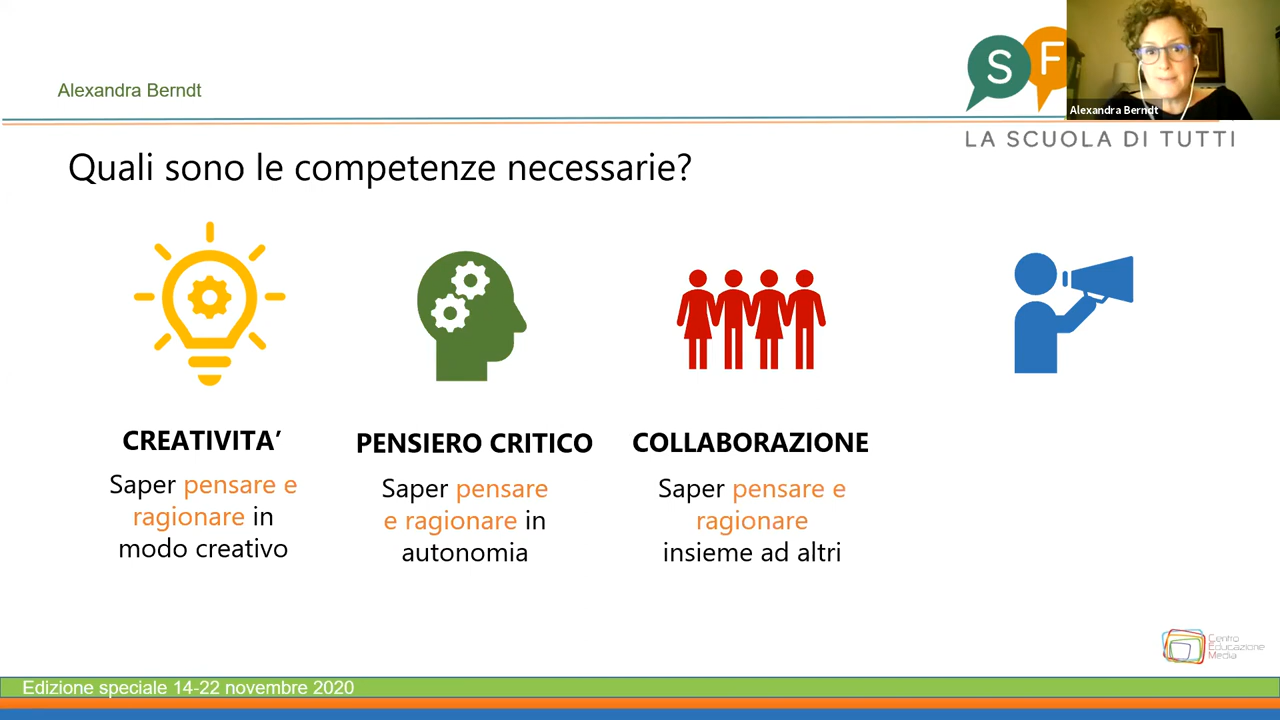 Alexandra Berndt
S F
Alexandra Berndt
LA SCUOLA DI TUTTI
Quali sono le competenze necessarie?
CREATIVITA’
Saper pensare e
ragionare in
modo creativo
PENSIERO CRITICO
Saper pensare
e ragionare in
autonomia
COLLABORAZIONE
Saper pensare e
ragionare
insieme ad altri
Centro
Educazione
Media
Edizione speciale 14-22 novembre 2020